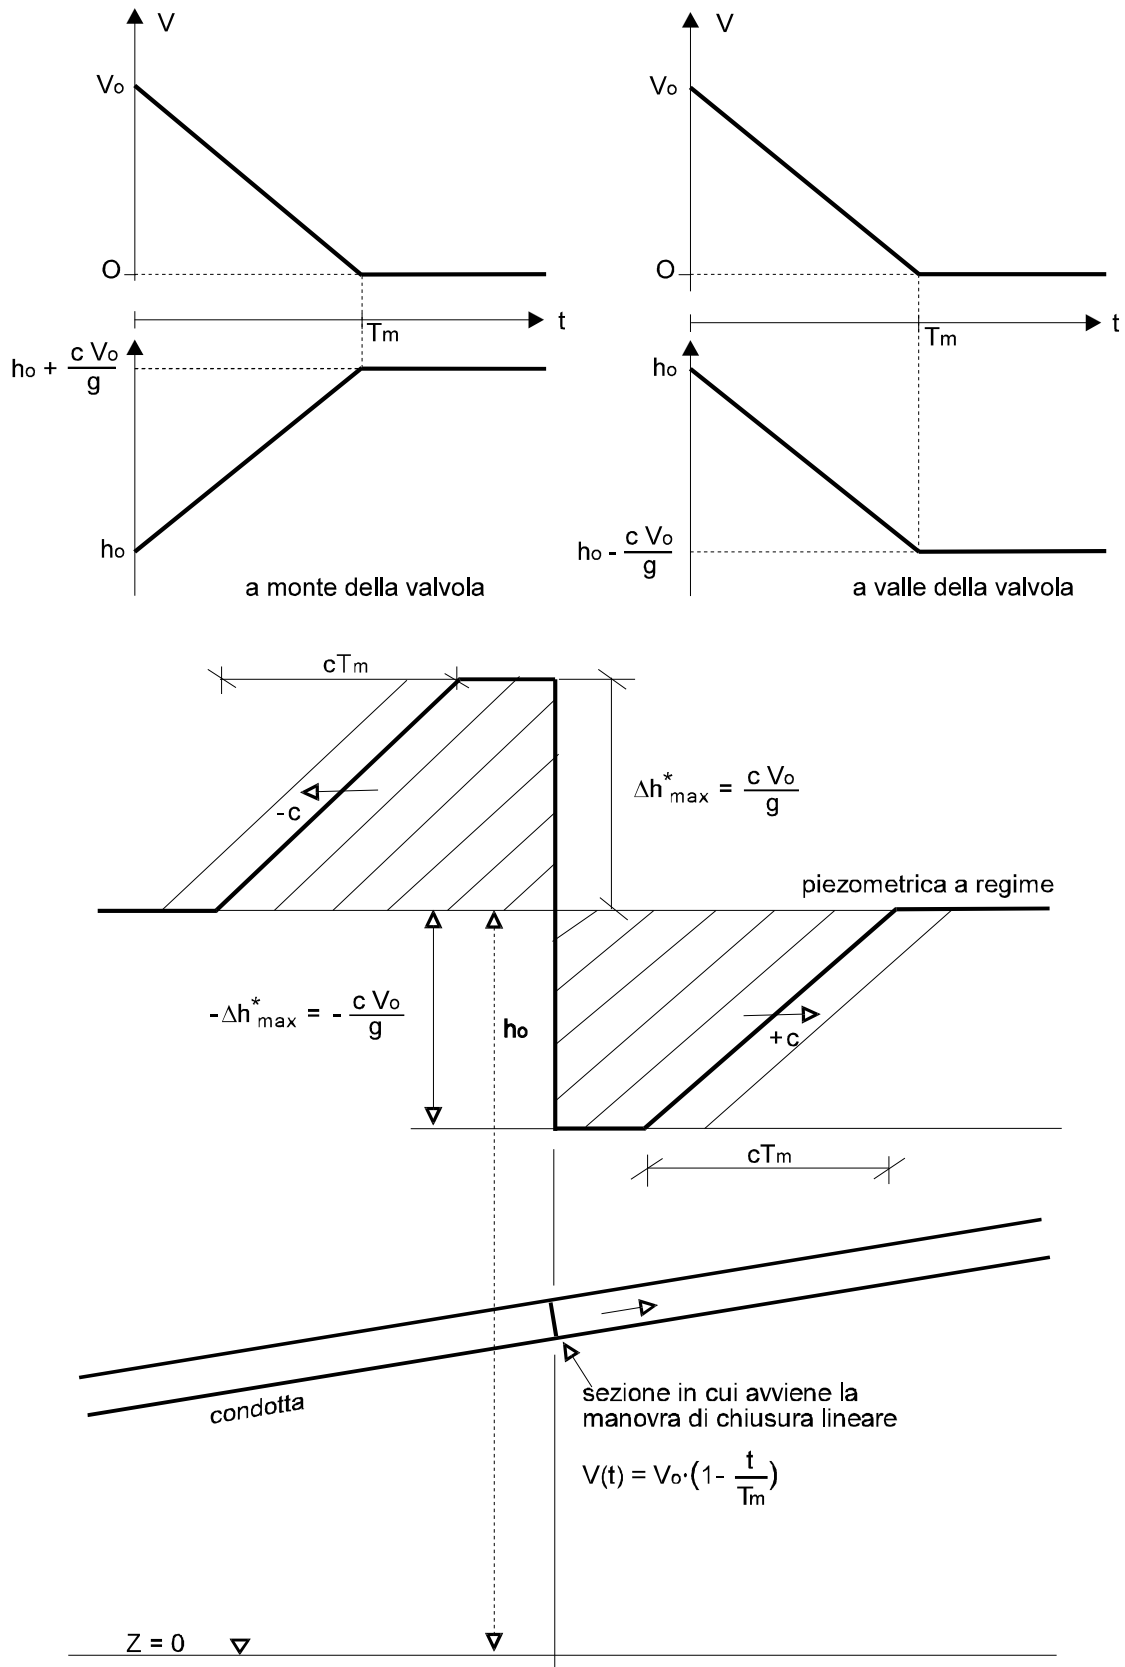 V
V
Vo
Vo
O
O
t
t
Tm
Tm
ho + c Vo / g
ho
ho
ho - c Vo / g
a monte della valvola
a valle della valvola
cTm
Δh*max = c Vo / g
-c
piezometrica a regime
-Δh*max = - c Vo / g
ho
+c
cTm
condotta
sezione in cui avviene la
manovra di chiusura lineare
V(t) = Vo·(1- t / Tm)
Z = 0